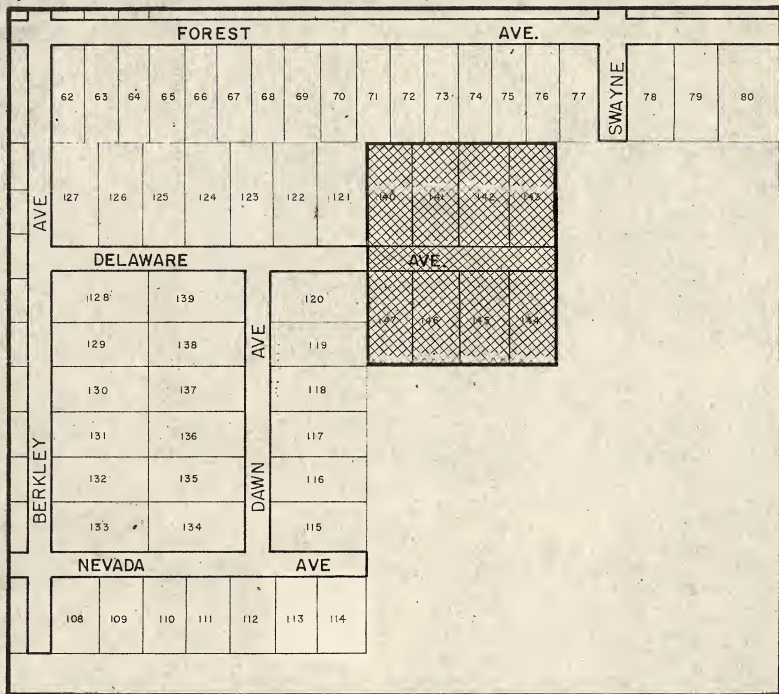 FOREST AVE.
SWAYNE
62 63 64 65 66 67 68 69 70 71 72 73 74 75 76 77 78 79 80
AVE
127 126 125 124 123 122 121 140 141 142 143
DELAWARE AVE.
128 139 120 147 146 145 144
AVE
129 138 119
130 137 118
131 136 117
BERKLEY
132 135 116
DAWN
133 134 115
NEVADA AVE
108 109 110 111 112 113 114